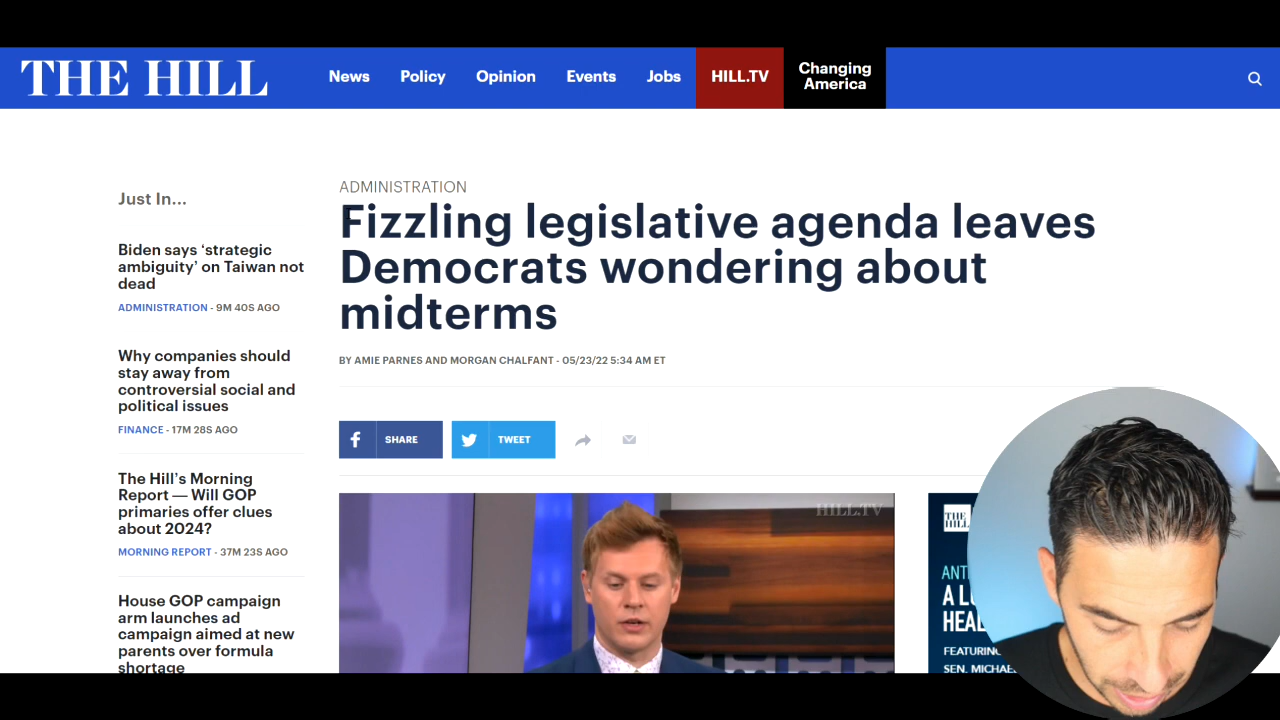 THE HILL
News
Policy
Opinion
Events
Jobs
HILL.TV
Changing
America
Just In...
Biden says ‘strategic
ambiguity’ on Taiwan not
dead
ADMINISTRATION - 9M 40S AGO
Why companies should
stay away from
controversial social and
political issues
FINANCE - 17M 28S AGO
The Hill’s Morning
Report — Will GOP
primaries offer clues
about 2024?
MORNING REPORT - 37M 23S AGO
House GOP campaign
arm launches ad
campaign aimed at new
parents over formula
shortage
ADMINISTRATION
Fizzling legislative agenda leaves
Democrats wondering about
midterms
BY AMIE PARNES AND MORGAN CHALFANT - 05/23/22 5:34 AM ET
SHARE
TWEET
HILL.TV
THE
HILL
FEATURING
SEN.